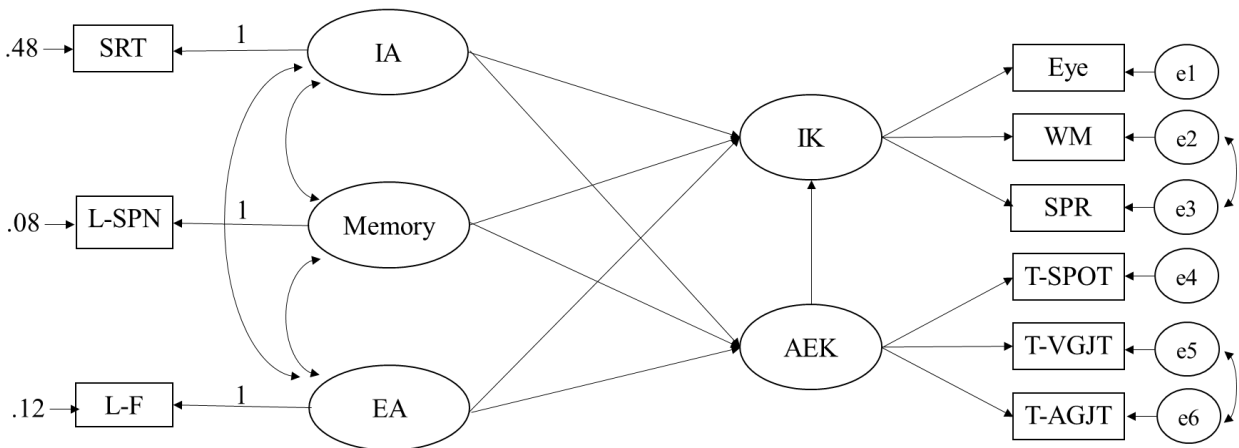 .48
SRT
1
IA
.08
L-SPN
1
Memory
.12
L-F
1
EA
IK
AEK
Eye
e1
WM
e2
SPR
e3
T-SPOT
e4
T-VGJT
e5
T-AGJT
e6